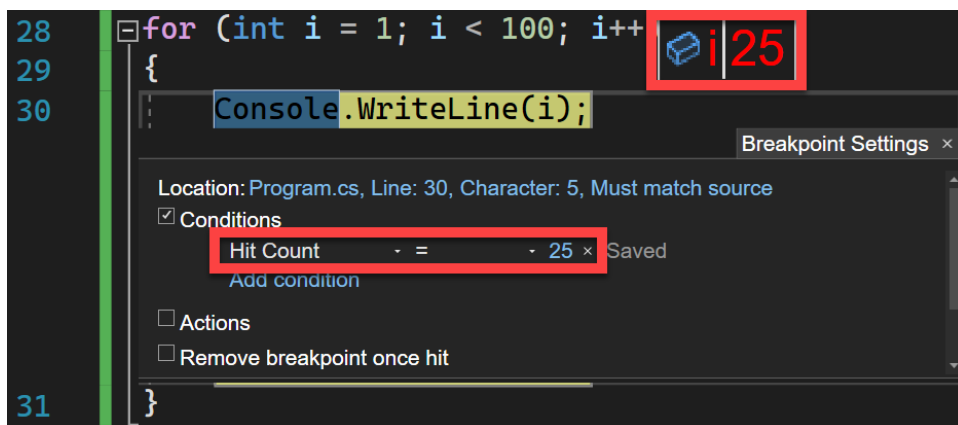 28 for (int i = 1; i < 100; i++
i 25
29 {
30 Console.WriteLine(i);
Breakpoint Settings ×
Location: Program.cs, Line: 30, Character: 5, Must match source
Conditions
Hit Count = 25 × Saved
Add condition
Actions
Remove breakpoint once hit
31 }